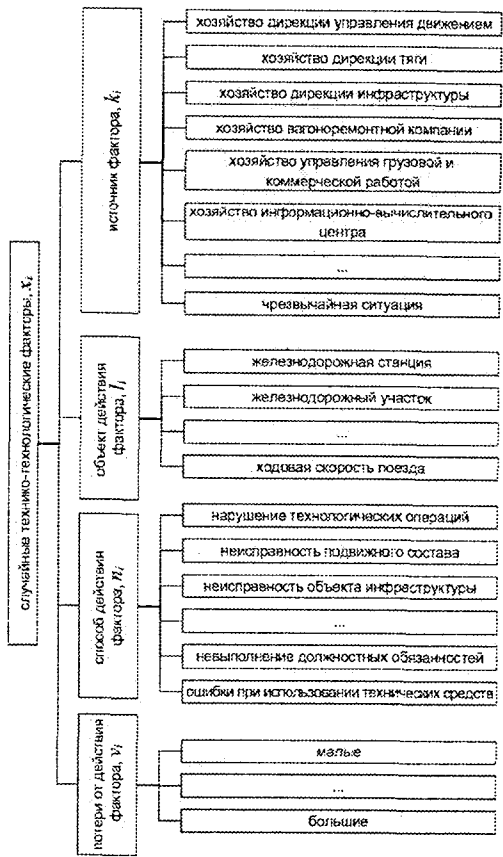 случайные технико-технологические факторы, xᵢ
источник фактора, kᵢ
хозяйство дирекции управления движением
хозяйство дирекции тяги
хозяйство дирекции инфраструктуры
хозяйство вагоноремонтной компании
хозяйство управления грузовой и
коммерческой работой
хозяйство информационно-вычислительного
центра
...
чрезвычайная ситуация
объект действия
фактора, lᵢ
железнодорожная станция
железнодорожный участок
...
ходовая скорость поезда
способ действия
фактора, nᵢ
нарушение технологических операций
неисправность подвижного состава
неисправность объекта инфраструктуры
...
невыполнение должностных обязанностей
ошибки при использовании технических средств
потери от действия
фактора, vᵢ
малые
...
большие